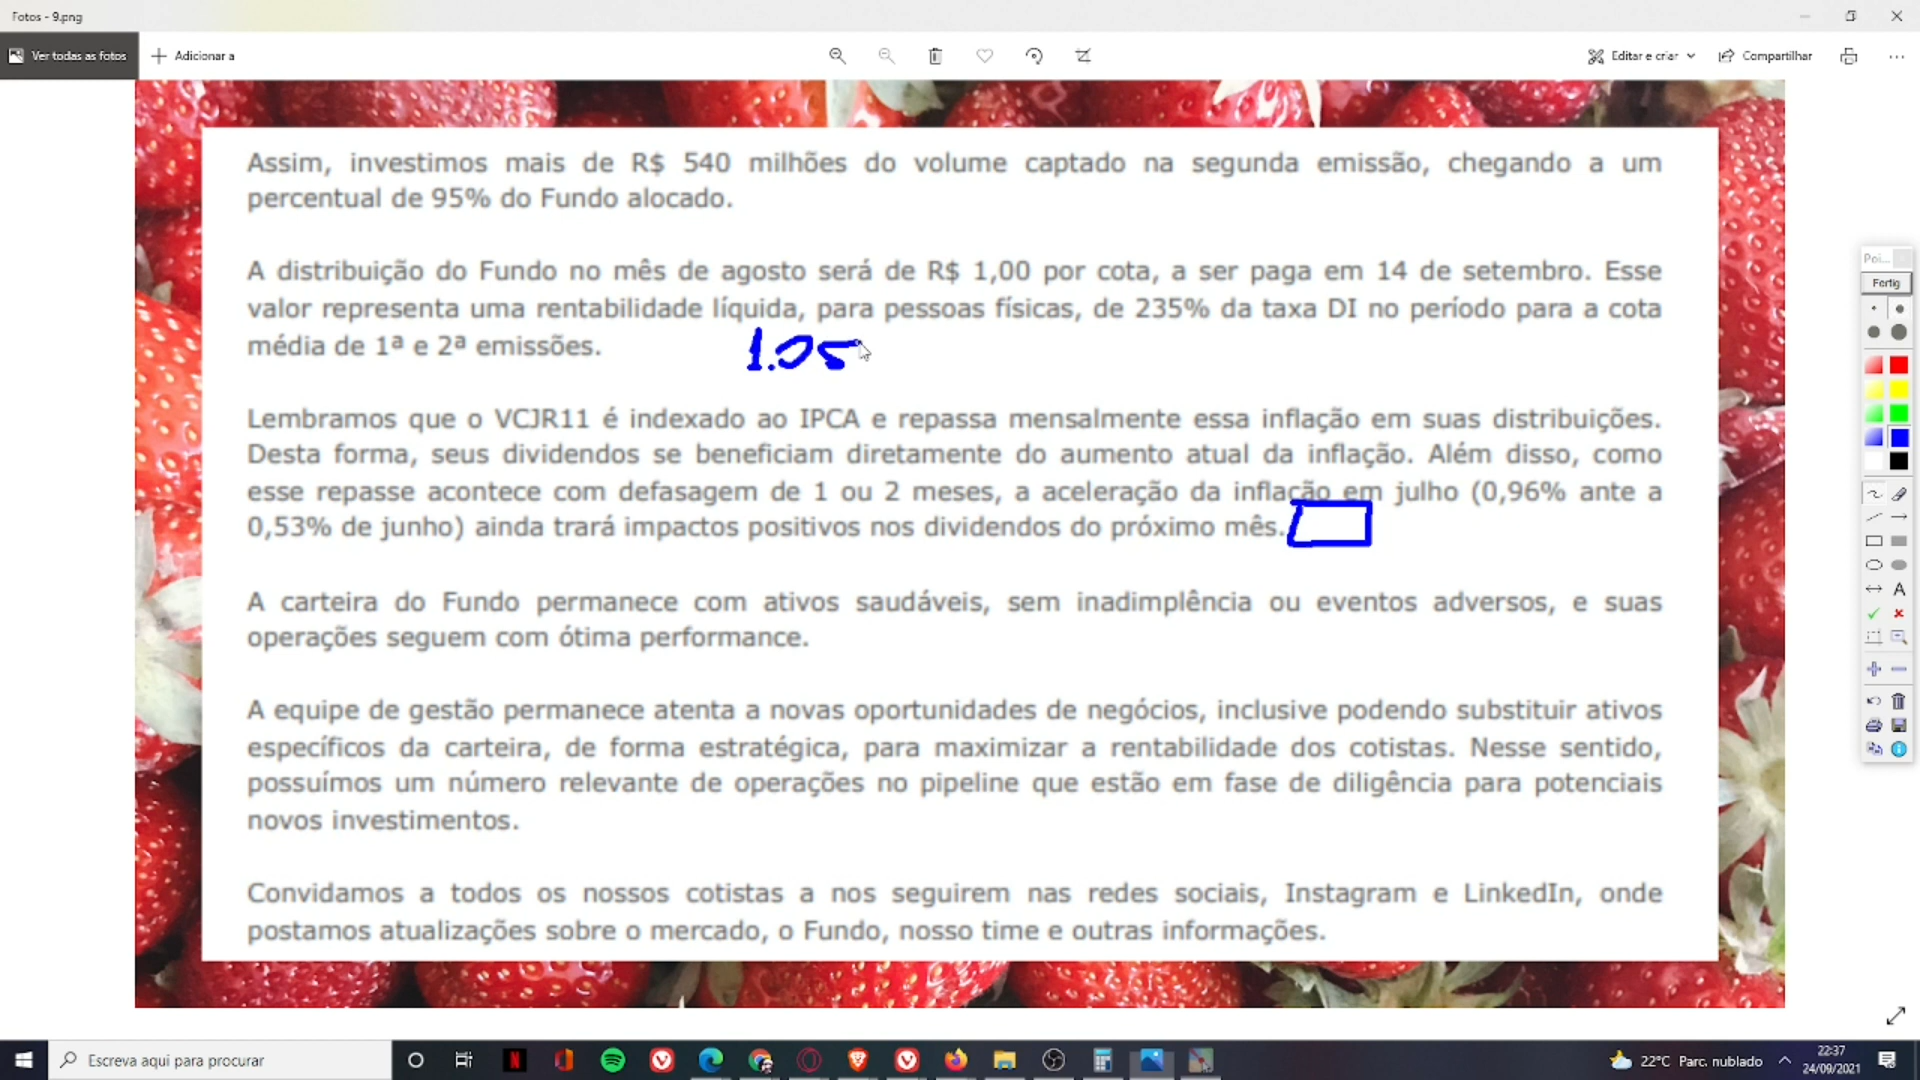 Fotos - 9.png
Ver todas as fotos
Adicionar a
Editar e criar
Compartilhar
Assim, investimos mais de R$ 540 milhões do volume captado na segunda emissão, chegando a um
percentual de 95% do Fundo alocado.
A distribuição do Fundo no mês de agosto será de R$ 1,00 por cota, a ser paga em 14 de setembro. Esse
valor representa uma rentabilidade líquida, para pessoas físicas, de 235% da taxa DI no período para a cota
média de 1ª e 2ª emissões.
1.05
Lembramos que o VCJR11 é indexado ao IPCA e repassa mensalmente essa inflação em suas distribuições.
Desta forma, seus dividendos se beneficiam diretamente do aumento atual da inflação. Além disso, como
esse repasse acontece com defasagem de 1 ou 2 meses, a aceleração da inflação em julho (0,96% ante a
0,53% de junho) ainda trará impactos positivos nos dividendos do próximo mês.
A carteira do Fundo permanece com ativos saudáveis, sem inadimplência ou eventos adversos, e suas
operações seguem com ótima performance.
A equipe de gestão permanece atenta a novas oportunidades de negócios, inclusive podendo substituir ativos
específicos da carteira, de forma estratégica, para maximizar a rentabilidade dos cotistas. Nesse sentido,
possuímos um número relevante de operações no pipeline que estão em fase de diligência para potenciais
novos investimentos.
Convidamos a todos os nossos cotistas a nos seguirem nas redes sociais, Instagram e LinkedIn, onde
postamos atualizações sobre o mercado, o Fundo, nosso time e outras informações.
Poi...
Fertig
A
Escreva aqui para procurar
22°C Parc. nublado
22:37
24/09/2021